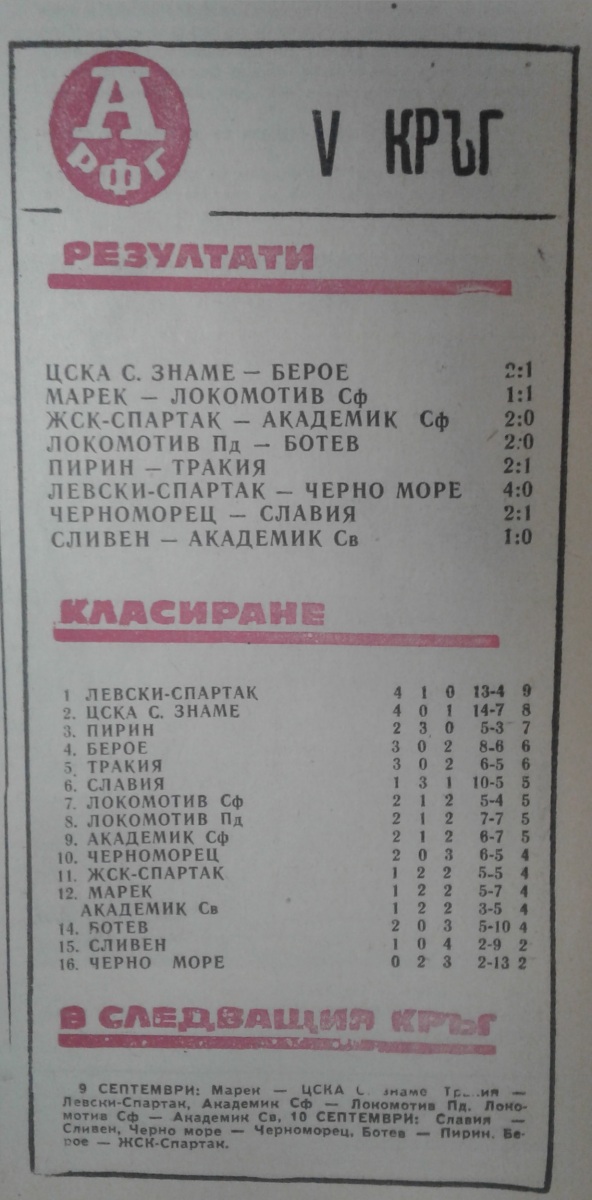 А
РФГ
V КРЪГ
РЕЗУЛТАТИ
ЦСКА С. ЗНАМЕ — БЕРОЕ 2:1
МАРЕК — ЛОКОМОТИВ Сф 1:1
ЖСК-СПАРТАК — АКАДЕМИК Сф 2:0
ЛОКОМОТИВ Пд — БОТЕВ 2:0
ПИРИН — ТРАКИЯ 2:1
ЛЕВСКИ-СПАРТАК — ЧЕРНО МОРЕ 4:0
ЧЕРНОМОРЕЦ — СЛАВИЯ 2:1
СЛИВЕН — АКАДЕМИК Св 1:0
КЛАСИРАНЕ
1 ЛЕВСКИ-СПАРТАК 4 1 0 13-4 9
2. ЦСКА С. ЗНАМЕ 4 0 1 14-7 8
3. ПИРИН 2 3 0 5-3 7
4. БЕРОЕ 3 0 2 8-6 6
5. ТРАКИЯ 3 0 2 6-5 6
6. СЛАВИЯ 1 3 1 10-5 5
7. ЛОКОМОТИВ Сф 2 1 2 5-4 5
8. ЛОКОМОТИВ Пд 2 1 2 7-7 5
9. АКАДЕМИК Сф 2 1 2 6-7 5
10. ЧЕРНОМОРЕЦ 2 0 3 6-5 4
11. ЖСК-СПАРТАК 1 2 2 5-5 4
12. МАРЕК 1 2 2 5-7 4
АКАДЕМИК Св 1 2 2 3-5 4
14. БОТЕВ 2 0 3 5-10 4
15. СЛИВЕН 1 0 4 2-9 2
16. ЧЕРНО МОРЕ 0 2 3 2-13 2
В СЛЕДВАЩИЯ КРЪГ
9 СЕПТЕМВРИ: Марек — ЦСКА С. знаме —
Левски-Спартак, Академик Сф — Локомотив Пд. Локо-
мотив Сф — Академик Св, 10 СЕПТЕМВРИ: Славия —
Сливен, Черно море — Черноморец, Ботев — Пирин. Бе-
рое — ЖСК-Спартак.